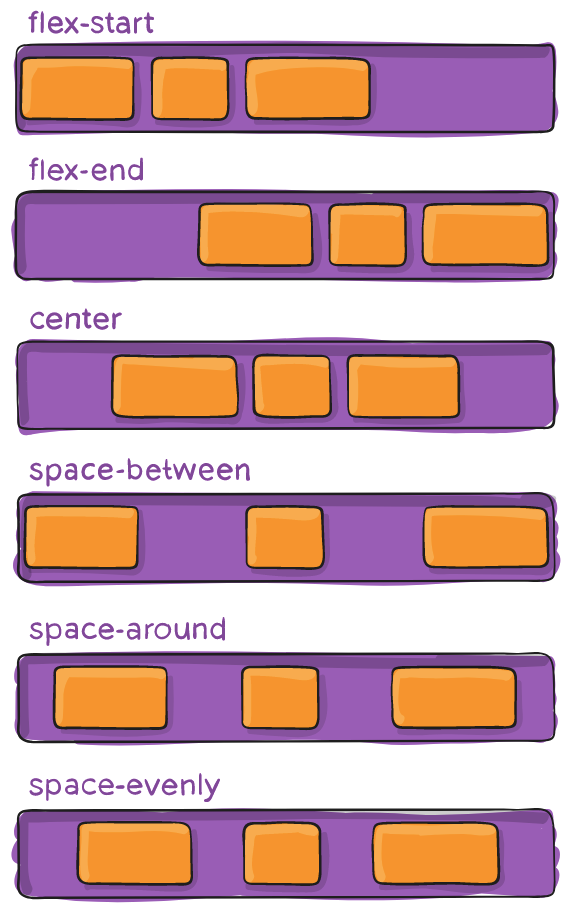 flex-start
flex-end
center
space-between
space-around
space-evenly